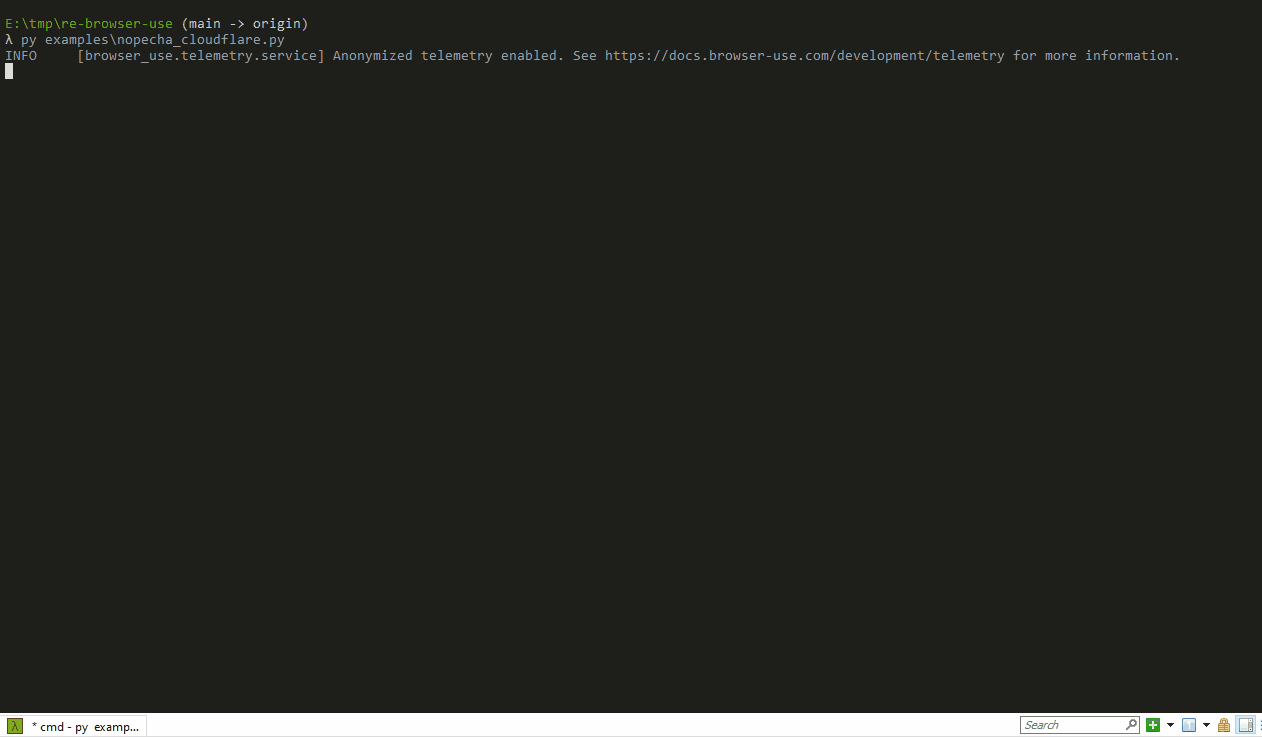 E:\tmp\re-browser-use (main -> origin)
λ py examples\nopecha_cloudflare.py
INFO     [browser_use.telemetry.service] Anonymized telemetry enabled. See https://docs.browser-use.com/development/telemetry for more information.
λ * cmd - py examp... Search